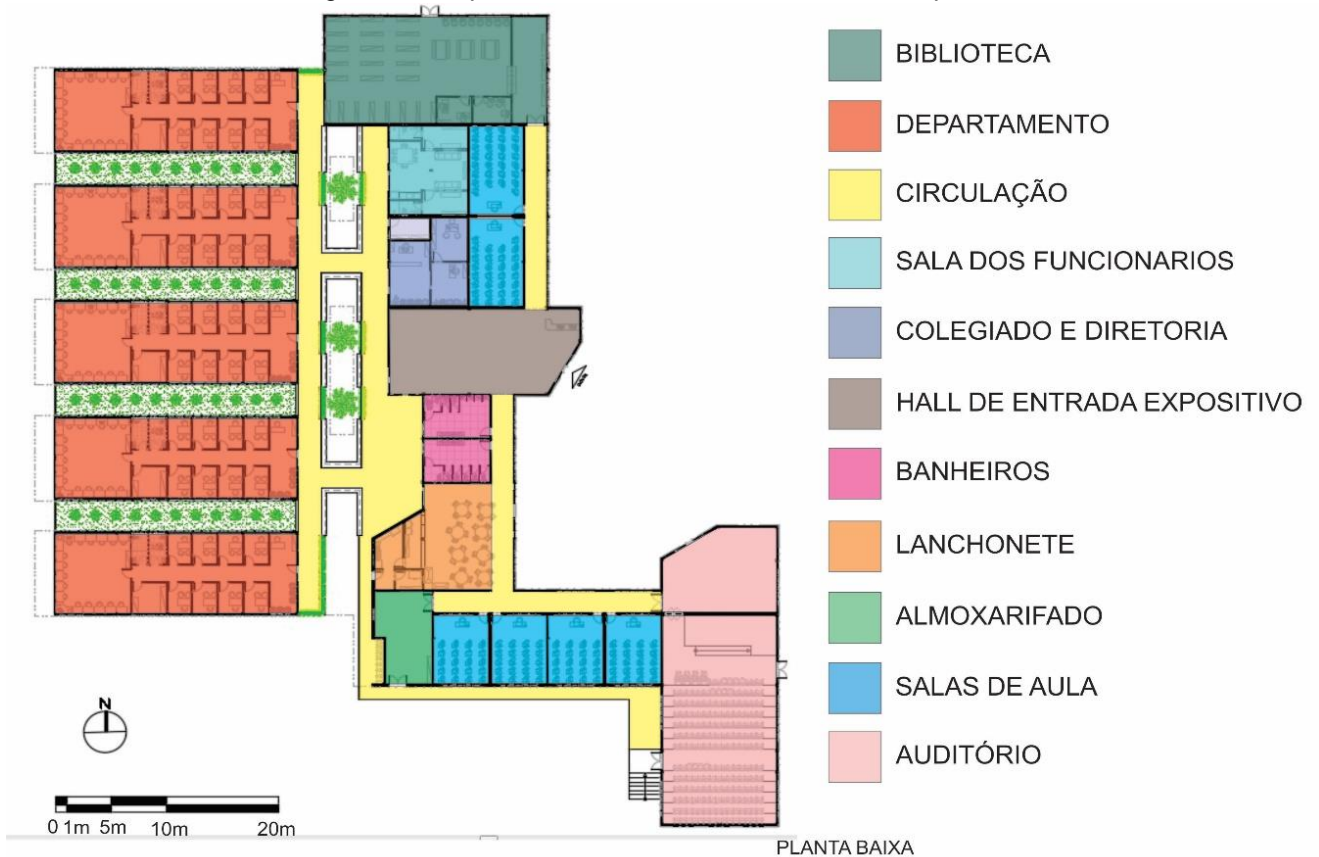 BIBLIOTECA
DEPARTAMENTO
CIRCULAÇÃO
SALA DOS FUNCIONARIOS
COLEGIADO E DIRETORIA
HALL DE ENTRADA EXPOSITIVO
BANHEIROS
LANCHONETE
ALMOXARIFADO
SALAS DE AULA
AUDITÓRIO
N
0 1m 5m 10m 20m
PLANTA BAIXA